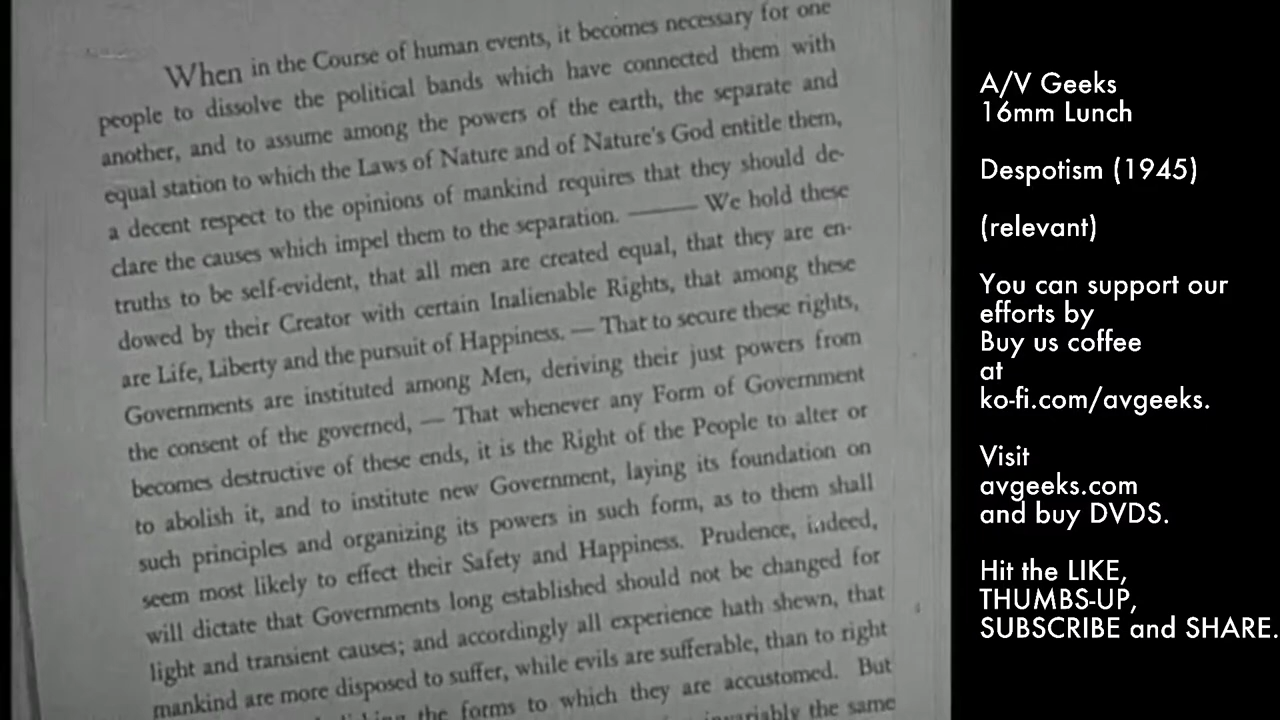 When in the Course of human events, it becomes necessary for one
people to dissolve the political bands which have connected them with
another, and to assume among the powers of the earth, the separate and
equal station to which the Laws of Nature and of Nature's God entitle them,
a decent respect to the opinions of mankind requires that they should de-
clare the causes which impel them to the separation. —— We hold these
truths to be self-evident, that all men are created equal, that they are en-
dowed by their Creator with certain Inalienable Rights, that among these
are Life, Liberty and the pursuit of Happiness. — That to secure these rights,
Governments are instituted among Men, deriving their just powers from
the consent of the governed, — That whenever any Form of Government
becomes destructive of these ends, it is the Right of the People to alter or
to abolish it, and to institute new Government, laying its foundation on
such principles and organizing its powers in such form, as to them shall
seem most likely to effect their Safety and Happiness. Prudence, indeed,
will dictate that Governments long established should not be changed for
light and transient causes; and accordingly all experience hath shewn, that
mankind are more disposed to suffer, while evils are sufferable, than to right
the forms to which they are accustomed. But
invariably the same
A/V Geeks
16mm Lunch
Despotism (1945)
(relevant)
You can support our
efforts by
Buy us coffee
at
ko-fi.com/avgeeks.
Visit
avgeeks.com
and buy DVDS.
Hit the LIKE,
THUMBS-UP,
SUBSCRIBE and SHARE.